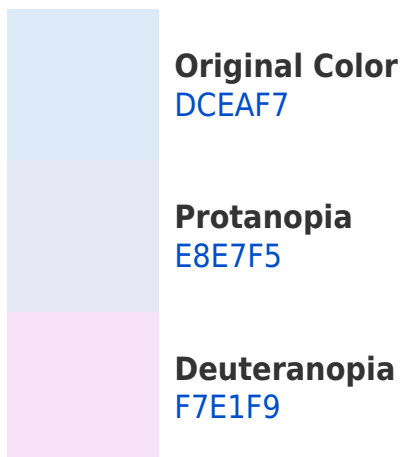 Original Color
DCEAF7
Protanopia
E8E7F5
Deuteranopia
F7E1F9